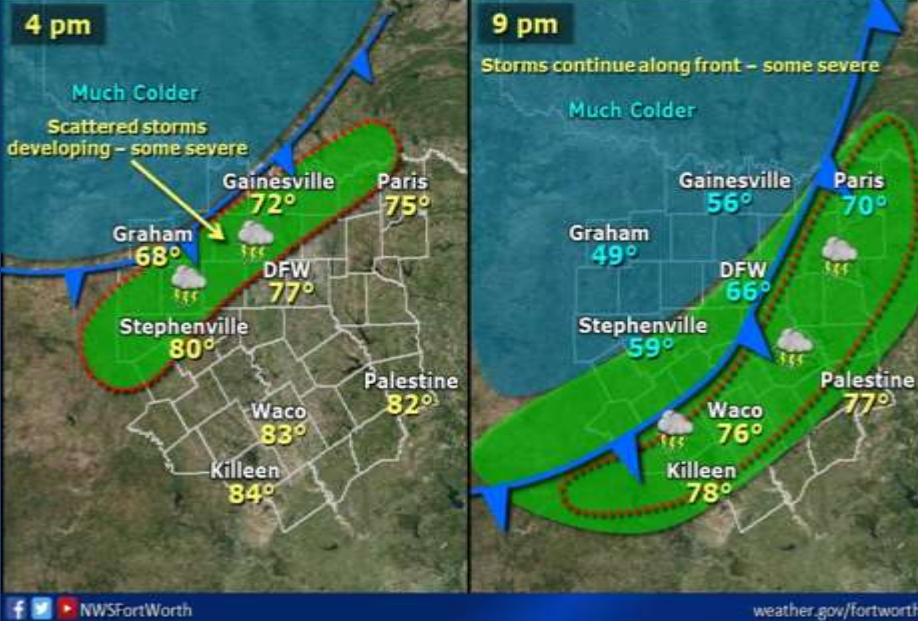 4 pm
Much Colder
Scattered storms
developing – some severe
Gainesville
72°
Paris
75°
Graham
68°
DFW
77°
Stephenville
80°
Palestine
82°
Waco
83°
Killeen
84°
9 pm
Storms continue along front – some severe
Much Colder
Gainesville
56°
Paris
70°
Graham
49°
DFW
66°
Stephenville
59°
Palestine
77°
Waco
76°
Killeen
78°
NWSFortWorth
weather.gov/fortworth